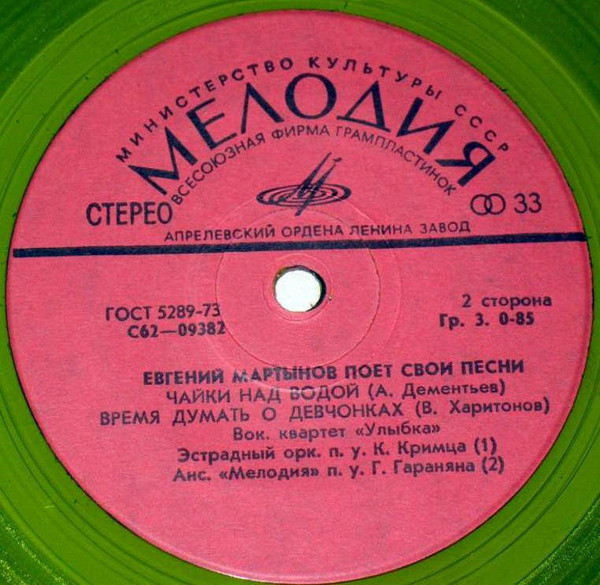 МИНИСТЕРСТВО КУЛЬТУРЫ СССР
МЕЛОДИЯ
ВСЕСОЮЗНАЯ ФИРМА ГРАМПЛАСТИНОК
СТЕРЕО
33
АПРЕЛЕВСКИЙ ОРДЕНА ЛЕНИНА ЗАВОД
ГОСТ 5289-73
С62—09382
2 сторона
Гр. 3. 0-85
ЕВГЕНИЙ МАРТЫНОВ ПОЕТ СВОИ ПЕСНИ
ЧАЙКИ НАД ВОДОЙ (А. Дементьев)
ВРЕМЯ ДУМАТЬ О ДЕВЧОНКАХ (В. Харитонов)
Вок. квартет «Улыбка»
Эстрадный орк. п. у. К. Кримца (1)
Анс. «Мелодия» п. у. Г. Гараняна (2)